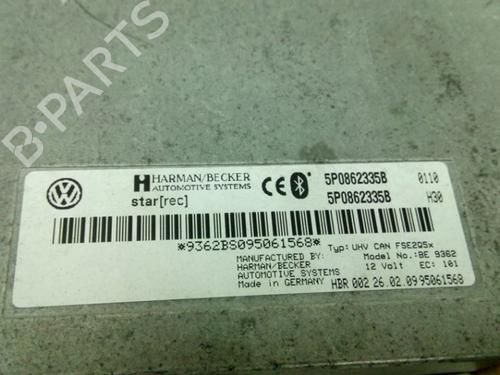 B-PARTS
HARMAN/BECKER
AUTOMOTIVE SYSTEMS
star[rec]
CE
5P0862335B 0110
5P0862335B H30
*9362BS095061568*
Typ: UHV CAN FSE2Q5x
Model No.:BE 9362
12 Volt EC: 101
MANUFACTURED BY:
HARMAN/BECKER
AUTOMOTIVE SYSTEMS
Made in GERMANY
HBR 002 26.02.09 95061568